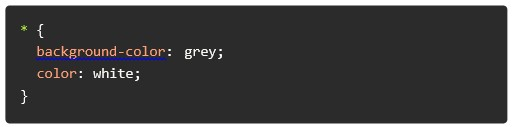 * {
  background-color: grey;
  color: white;
}